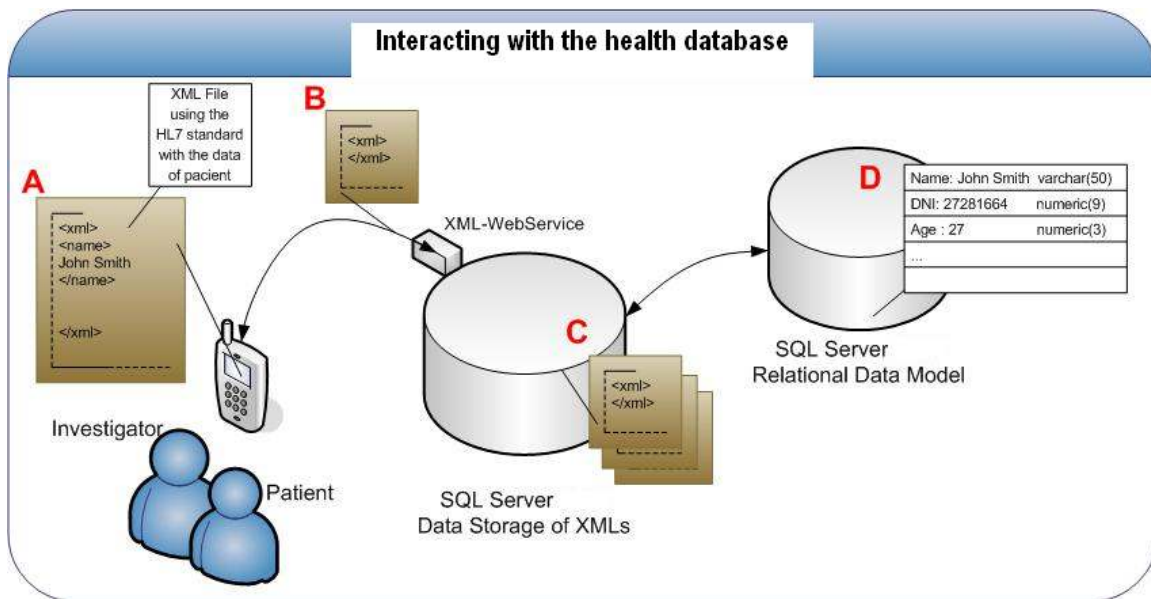 Interacting with the health database
XML File
using the
HL7 standard
with the data
of pacient
A
<xml>
<name>
John Smith
</name>
</xml>
B
<xml>
</xml>
XML-WebService
C
<xml>
</xml>
D
Name: John Smith varchar(50)
DNI: 27281664 numeric(9)
Age : 27 numeric(3)
...
SQL Server
Relational Data Model
Investigator
Patient
SQL Server
Data Storage of XMLs